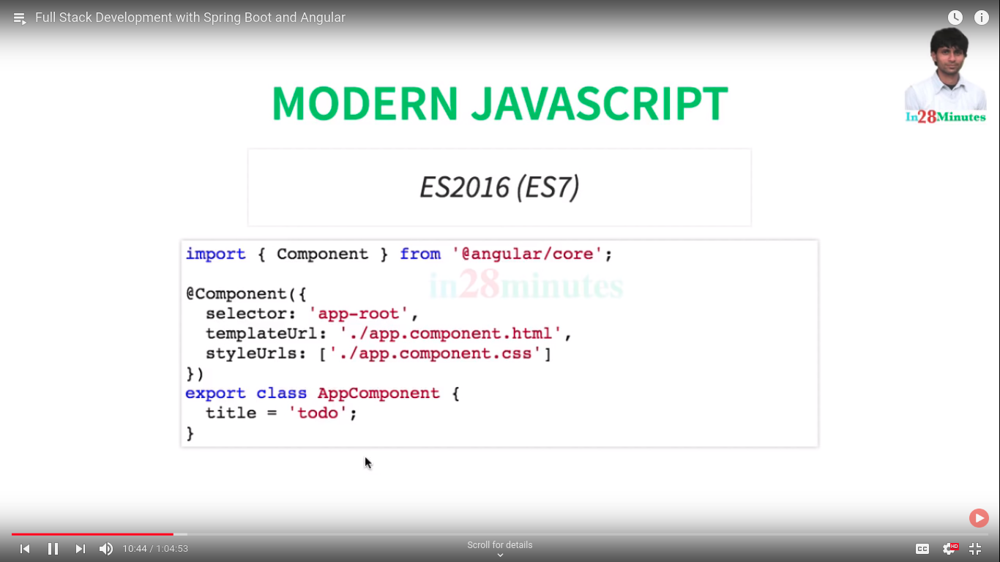 Full Stack Development with Spring Boot and Angular
In28Minutes
MODERN JAVASCRIPT
ES2016 (ES7)
import { Component } from '@angular/core';
in28minutes
@Component({
  selector: 'app-root',
  templateUrl: './app.component.html',
  styleUrls: ['./app.component.css']
})
export class AppComponent {
  title = 'todo';
}
10:44 / 1:04:53
Scroll for details
CC
HD